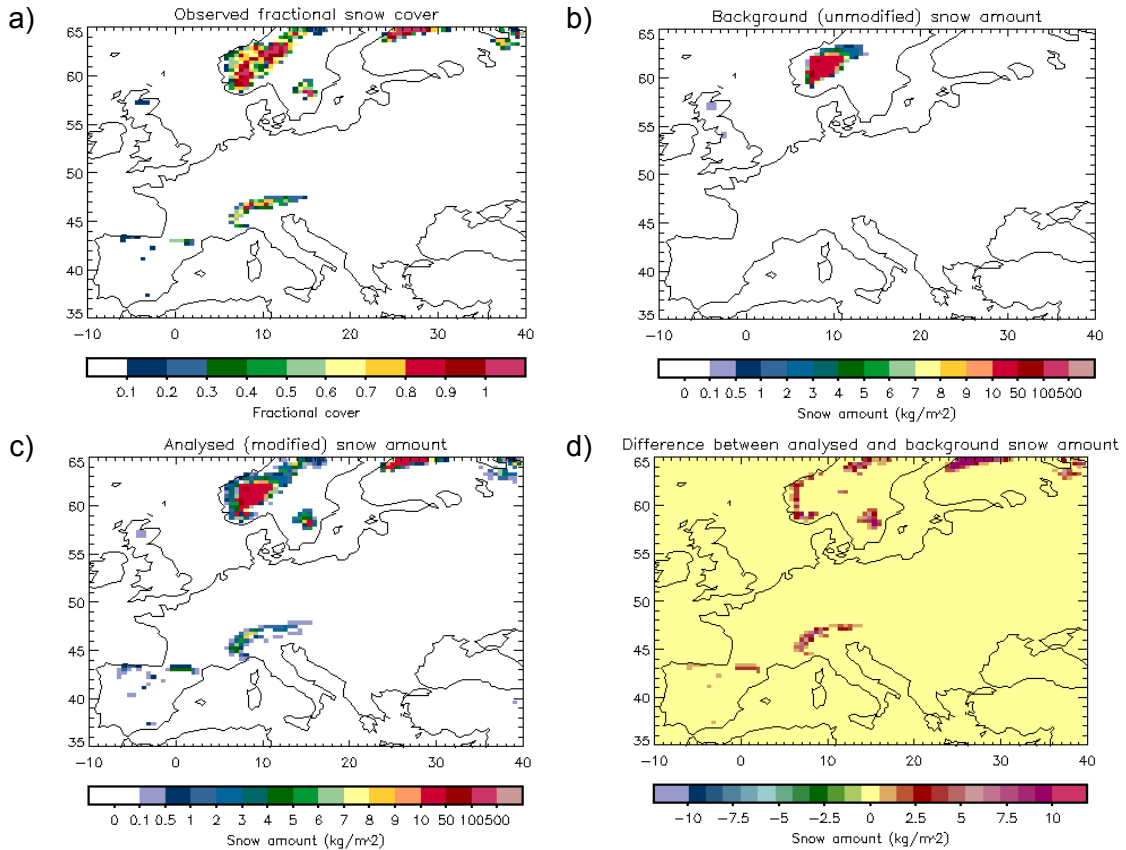 a)
Observed fractional snow cover
65
60
55
50
45
40
35
−10 0 10 20 30 40
0.1 0.2 0.3 0.4 0.5 0.6 0.7 0.8 0.9 1
Fractional cover
b)
Background (unmodified) snow amount
65
60
55
50
45
40
35
−10 0 10 20 30 40
0 0.1 0.5 1 2 3 4 5 6 7 8 9 10 50 100500
Snow amount (kg/m^2)
c)
Analysed (modified) snow amount
65
60
55
50
45
40
35
−10 0 10 20 30 40
0 0.1 0.5 1 2 3 4 5 6 7 8 9 10 50 100500
Snow amount (kg/m^2)
d)
Difference between analysed and background snow amount
65
60
55
50
45
40
35
−10 0 10 20 30 40
−10 −7.5 −5 −2.5 0 2.5 5 7.5 10
Snow amount (kg/m^2)